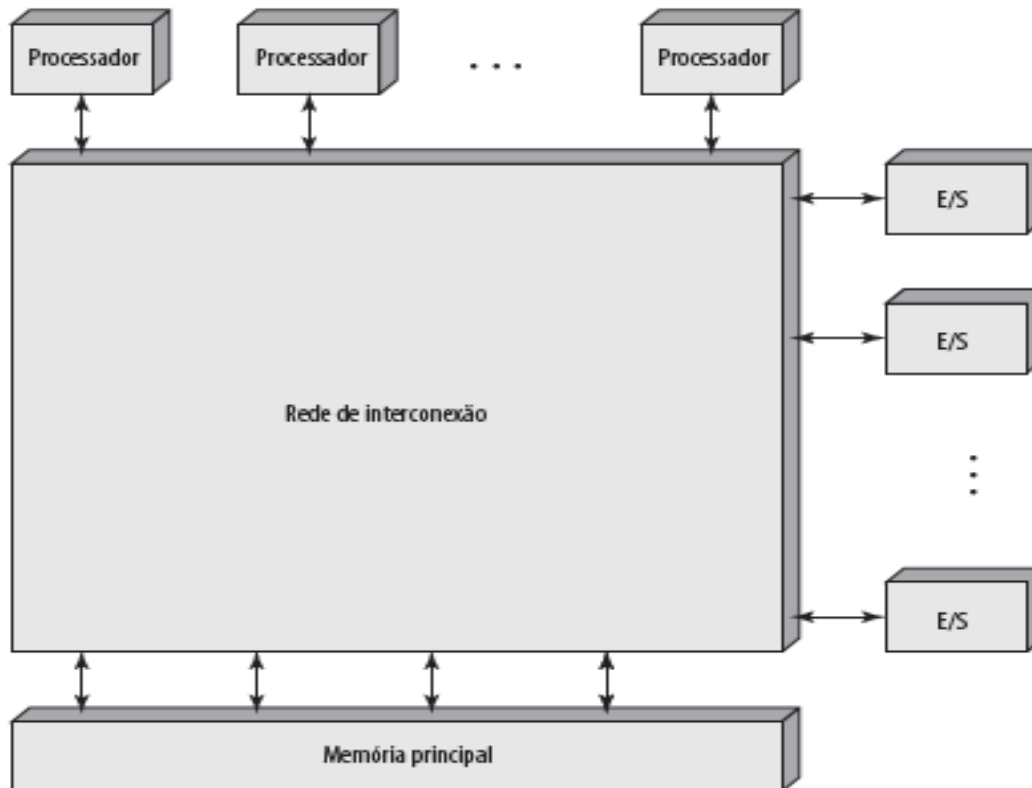 Processador
Processador
. . .
Processador
E/S
E/S
Rede de interconexão
E/S
Memória principal